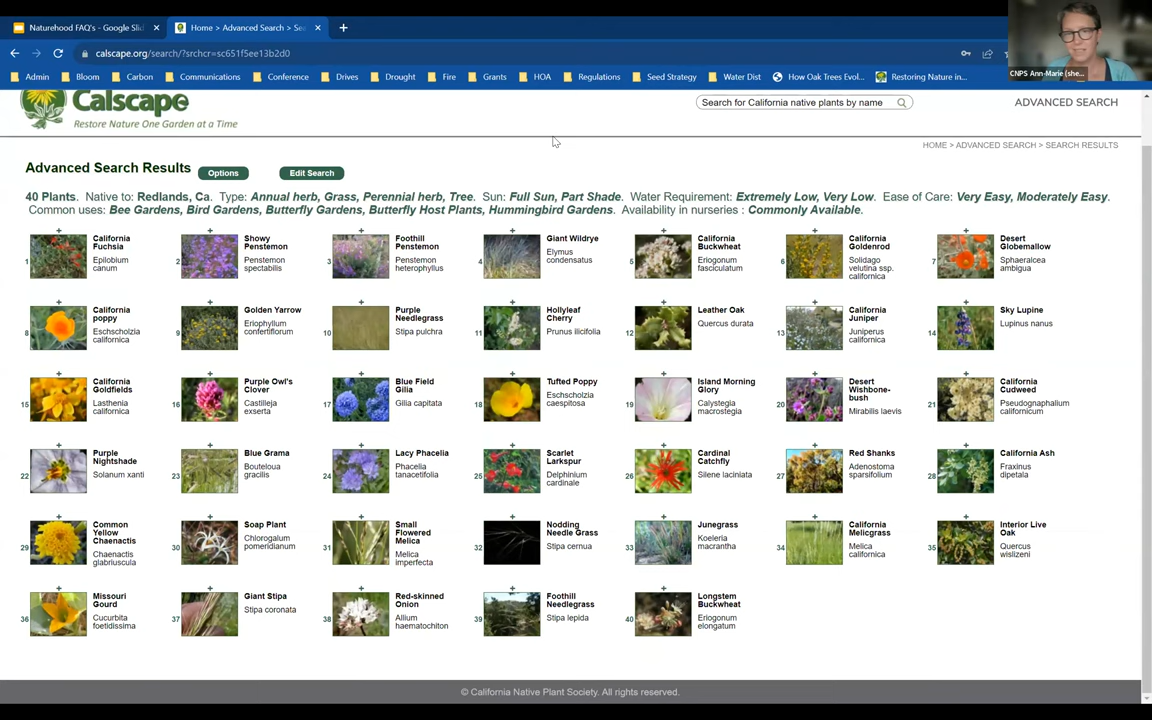 Naturehood FAQ's - Google Slid
Home > Advanced Search > Sea
calscape.org/search/?srchcr=sc651f5ee13b2d0
Admin Bloom Carbon Communications Conference Drives Drought Fire Grants HOA Regulations Seed Strategy Water Dist How Oak Trees Evol... Restoring Nature in...
CNPS Ann-Marie (she...
Calscape
Restore Nature One Garden at a Time
Search for California native plants by name
ADVANCED SEARCH
HOME > ADVANCED SEARCH > SEARCH RESULTS
Advanced Search Results Options Edit Search
40 Plants. Native to: Redlands, Ca. Type: Annual herb, Grass, Perennial herb, Tree. Sun: Full Sun, Part Shade. Water Requirement: Extremely Low, Very Low. Ease of Care: Very Easy, Moderately Easy.
Common uses: Bee Gardens, Bird Gardens, Butterfly Gardens, Butterfly Host Plants, Hummingbird Gardens. Availability in nurseries : Commonly Available.
1
California
Fuchsia
Epilobium
canum
2
Showy
Penstemon
Penstemon
spectabilis
3
Foothill
Penstemon
Penstemon
heterophyllus
4
Giant Wildrye
Elymus
condensatus
5
California
Buckwheat
Eriogonum
fasciculatum
6
California
Goldenrod
Solidago
velutina ssp.
californica
7
Desert
Globemallow
Sphaeralcea
ambigua
8
California
poppy
Eschscholzia
californica
9
Golden Yarrow
Eriophyllum
confertiflorum
10
Purple
Needlegrass
Stipa pulchra
11
Hollyleaf
Cherry
Prunus ilicifolia
12
Leather Oak
Quercus durata
13
California
Juniper
Juniperus
californica
14
Sky Lupine
Lupinus nanus
15
California
Goldfields
Lasthenia
californica
16
Purple Owl's
Clover
Castilleja
exserta
17
Blue Field
Gilia
Gilia capitata
18
Tufted Poppy
Eschscholzia
caespitosa
19
Island Morning
Glory
Calystegia
macrostegia
20
Desert
Wishbone-
bush
Mirabilis laevis
21
California
Cudweed
Pseudognaphalium
californicum
22
Purple
Nightshade
Solanum xanti
23
Blue Grama
Bouteloua
gracilis
24
Lacy Phacelia
Phacelia
tanacetifolia
25
Scarlet
Larkspur
Delphinium
cardinale
26
Cardinal
Catchfly
Silene laciniata
27
Red Shanks
Adenostoma
sparsifolium
28
California Ash
Fraxinus
dipetala
29
Common
Yellow
Chaenactis
Chaenactis
glabriuscula
30
Soap Plant
Chlorogalum
pomeridianum
31
Small
Flowered
Melica
Melica
imperfecta
32
Nodding
Needle Grass
Stipa cernua
33
Junegrass
Koeleria
macrantha
34
California
Melicgrass
Melica
californica
35
Interior Live
Oak
Quercus
wislizeni
36
Missouri
Gourd
Cucurbita
foetidissima
37
Giant Stipa
Stipa coronata
38
Red-skinned
Onion
Allium
haematochiton
39
Foothill
Needlegrass
Stipa lepida
40
Longstem
Buckwheat
Eriogonum
elongatum
© California Native Plant Society. All rights reserved.